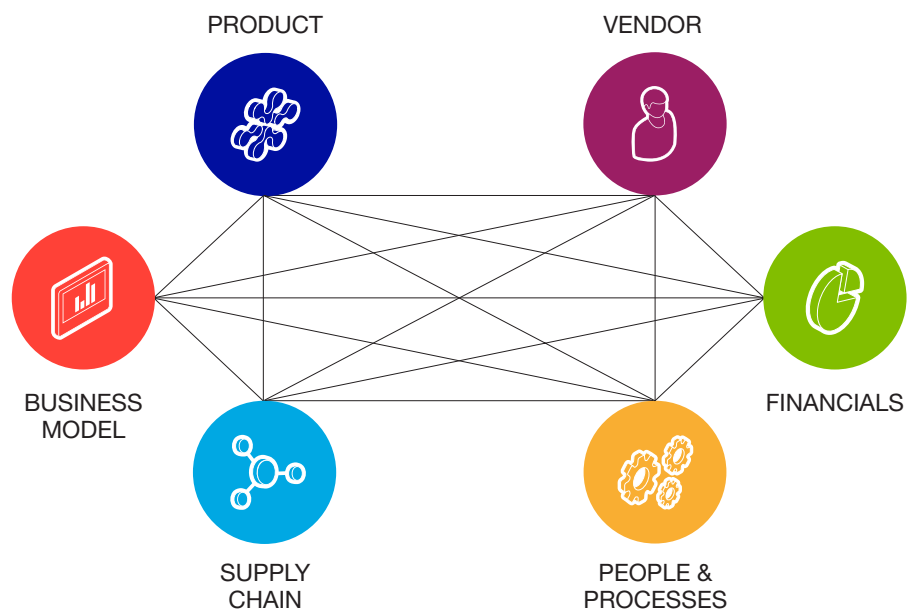 PRODUCT
VENDOR
BUSINESS
MODEL
FINANCIALS
SUPPLY
CHAIN
PEOPLE &
PROCESSES